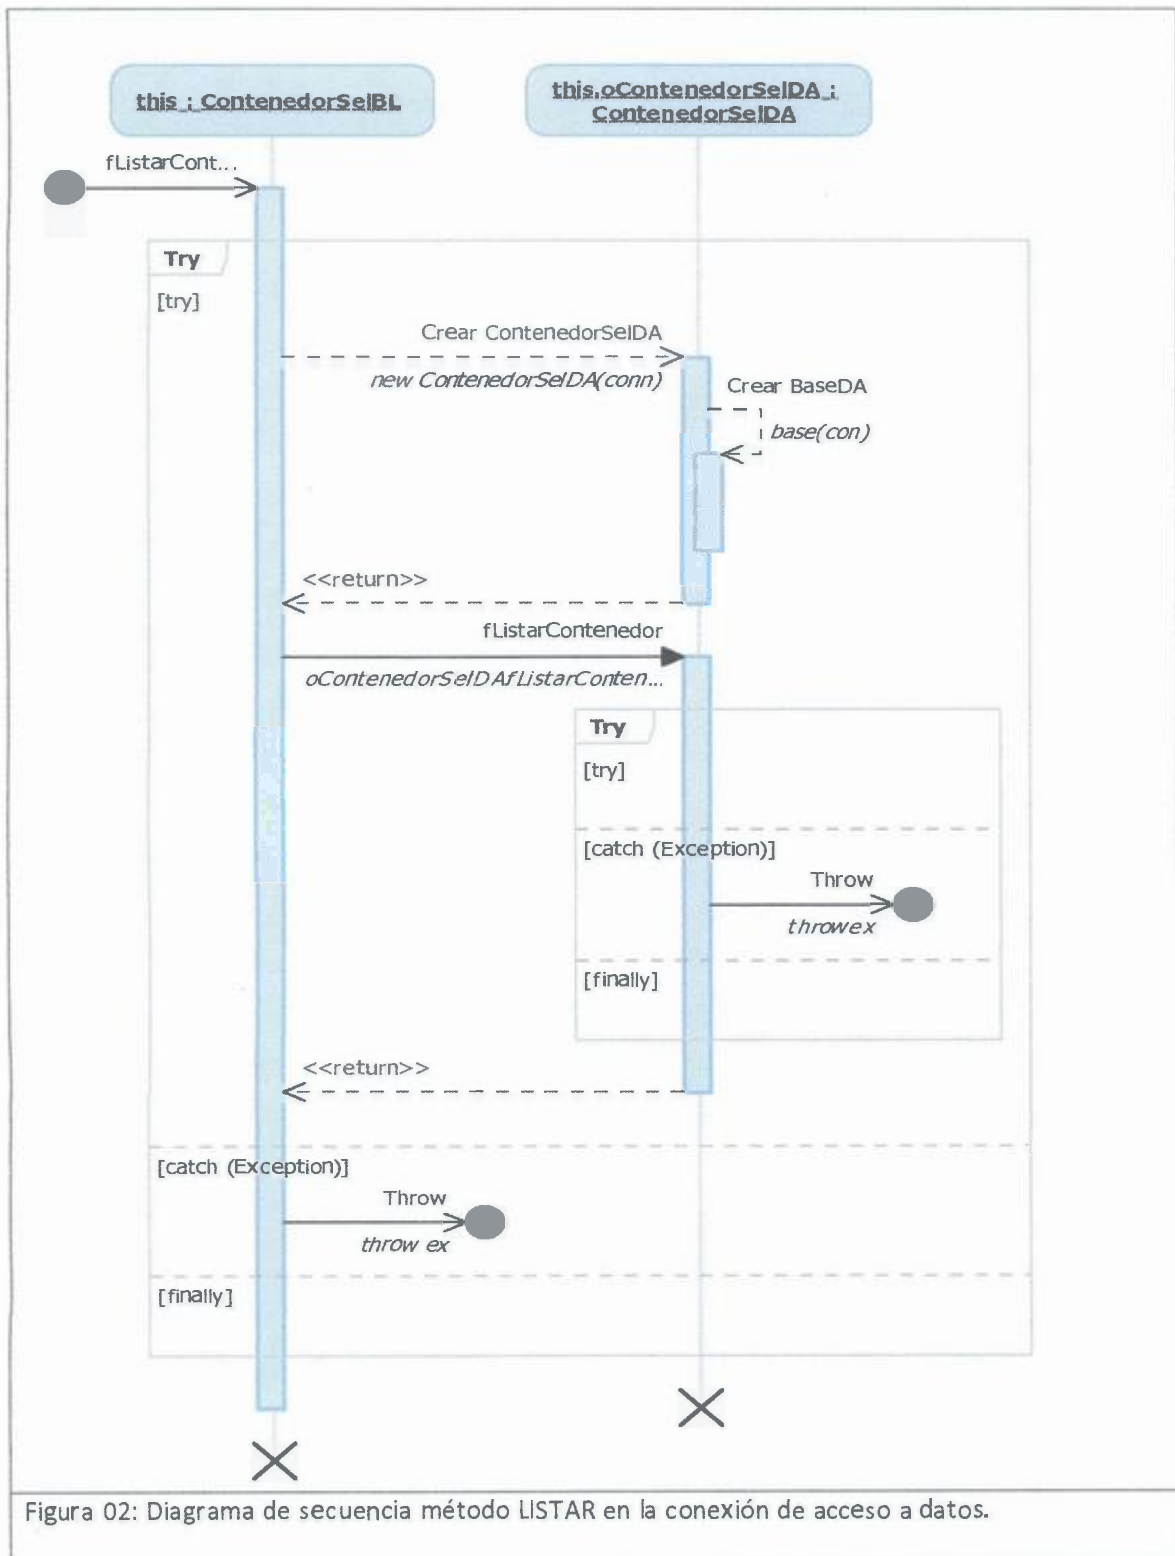 this : ContenedorSelBL
this.oContenedorSelDA :
ContenedorSelDA
fListarCont...
Try
[try]
Crear ContenedorSelDA
new ContenedorSelDA(conn)
Crear BaseDA
base(con)
<<return>>
fListarContenedor
oContenedorSelDAfListarConten...
Try
[try]
[catch (Exception)]
Throw
throwex
[finally]
<<return>>
[catch (Exception)]
Throw
throw ex
[finally]
Figura 02: Diagrama de secuencia método LISTAR en la conexión de acceso a datos.